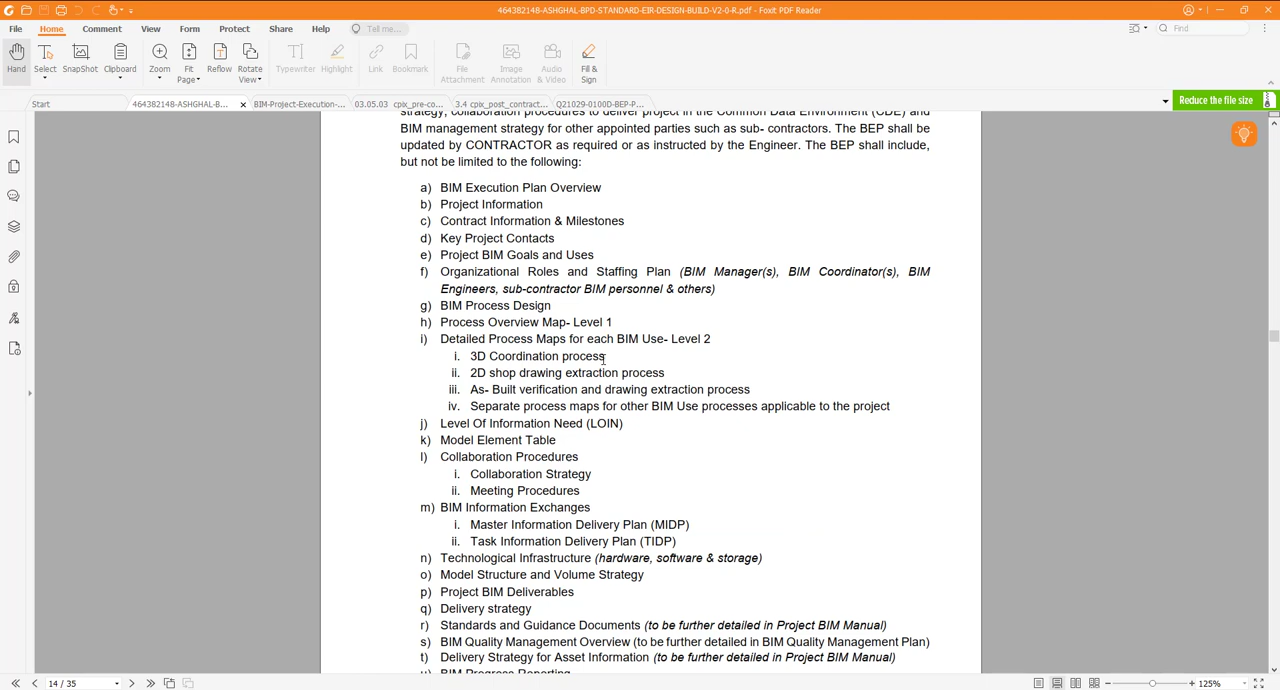 464382148-ASHGHAL-BPD-STANDARD-EIR-DESIGN-BUILD-V2-0-R.pdf - Foxit PDF Reader
File Home Comment View Form Protect Share Help Tell me... Find
Hand Select SnapShot Clipboard Zoom Fit Page Reflow Rotate View Typewriter Highlight Link Bookmark File Attachment Image Annotation Audio & Video Fill & Sign
Start 464382148-ASHGHAL-B... BIM-Project-Execution-... 03.05.03 cpix_pre-co... 3.4 cpix_post_contract... Q21029-0100D-BEP-P... Reduce the file size
strategy, collaboration procedures to deliver project in the Common Data Environment (CDE) and
BIM management strategy for other appointed parties such as sub- contractors. The BEP shall be
updated by CONTRACTOR as required or as instructed by the Engineer. The BEP shall include,
but not be limited to the following:
a) BIM Execution Plan Overview
b) Project Information
c) Contract Information & Milestones
d) Key Project Contacts
e) Project BIM Goals and Uses
f) Organizational Roles and Staffing Plan (BIM Manager(s), BIM Coordinator(s), BIM
Engineers, sub-contractor BIM personnel & others)
g) BIM Process Design
h) Process Overview Map- Level 1
i) Detailed Process Maps for each BIM Use- Level 2
i. 3D Coordination process
ii. 2D shop drawing extraction process
iii. As- Built verification and drawing extraction process
iv. Separate process maps for other BIM Use processes applicable to the project
j) Level Of Information Need (LOIN)
k) Model Element Table
l) Collaboration Procedures
i. Collaboration Strategy
ii. Meeting Procedures
m) BIM Information Exchanges
i. Master Information Delivery Plan (MIDP)
ii. Task Information Delivery Plan (TIDP)
n) Technological Infrastructure (hardware, software & storage)
o) Model Structure and Volume Strategy
p) Project BIM Deliverables
q) Delivery strategy
r) Standards and Guidance Documents (to be further detailed in Project BIM Manual)
s) BIM Quality Management Overview (to be further detailed in BIM Quality Management Plan)
t) Delivery Strategy for Asset Information (to be further detailed in Project BIM Manual)
u) BIM Progress Reporting
14 / 35 125%